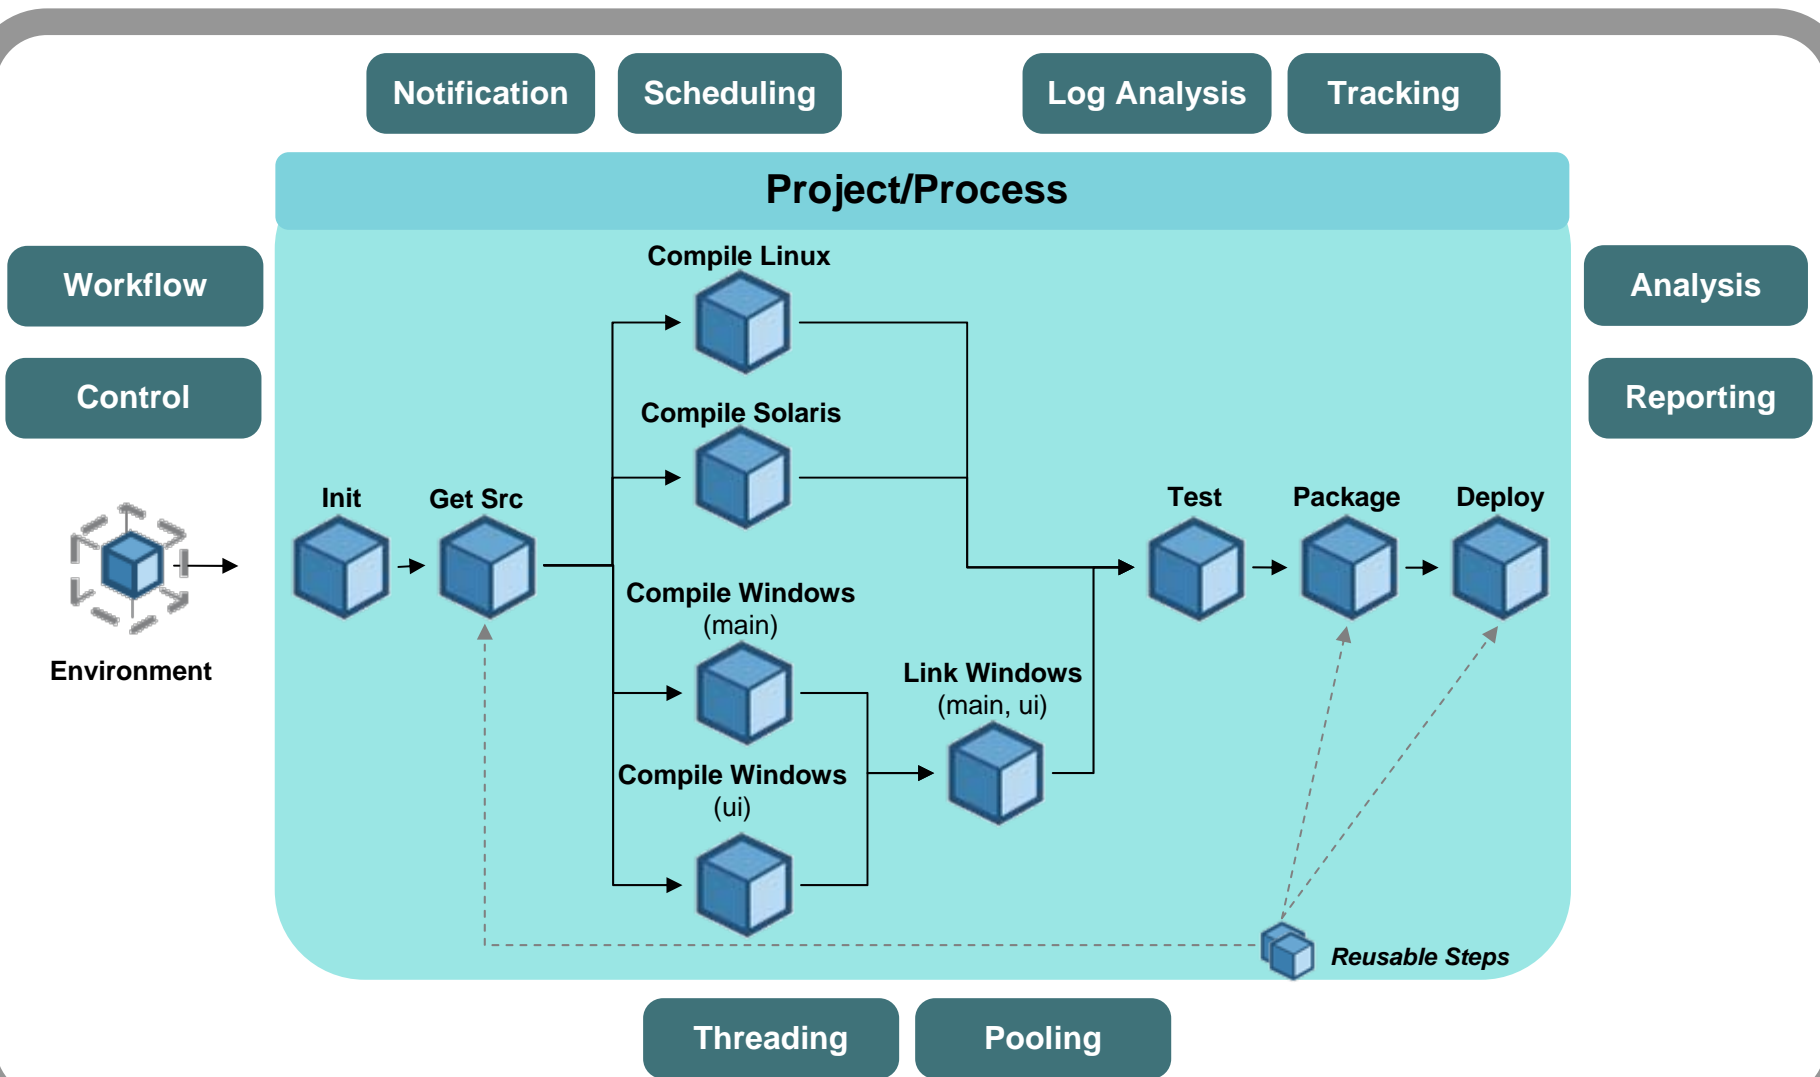 Notification
Scheduling
Log Analysis
Tracking
Project/Process
Workflow
Control
Analysis
Reporting
Compile Linux
Compile Solaris
Init
Get Src
Environment
Compile Windows
(main)
Compile Windows
(ui)
Link Windows
(main, ui)
Test
Package
Deploy
Reusable Steps
Threading
Pooling